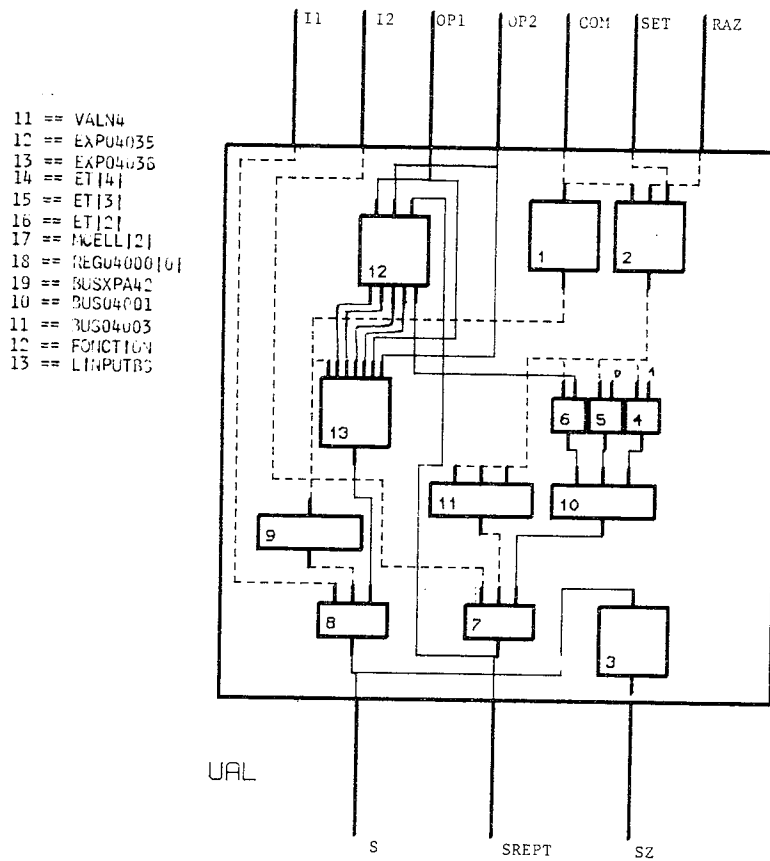 I1 I2 OP1 OP2 COM SET RAZ
11 == VALN4
12 == EXP04035
13 == EXP04036
14 == ET[4]
15 == ET[3]
16 == ET[2]
17 == MCELL[2]
18 == REG04000[0]
19 == BUSXPA42
10 == BUS04001
11 == BUS04003
12 == FONCTION
13 == LINPUTBS
12
1
2
13
6
5
4
11
10
9
8
7
3
UAL
S SREPT SZ